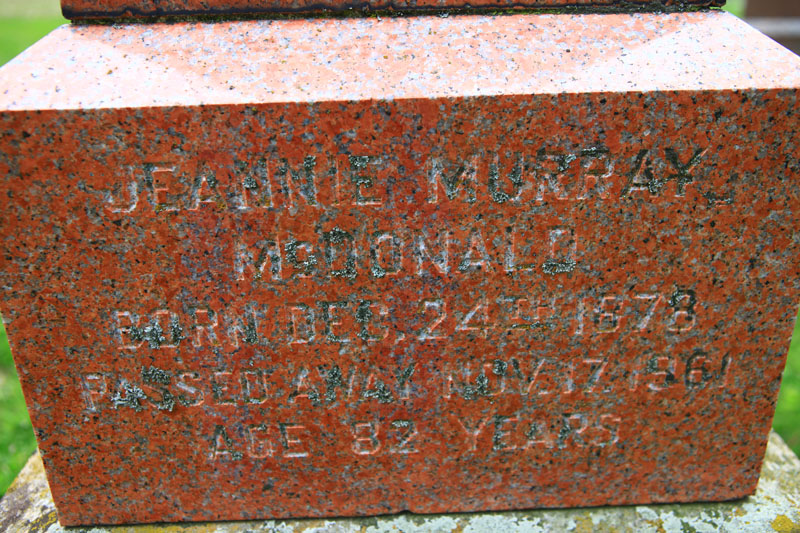 JEANNIE MURRAY
McDONALD
BORN DEC. 24TH 1878
PASSED AWAY NOV. 17, 1961
AGE 82 YEARS